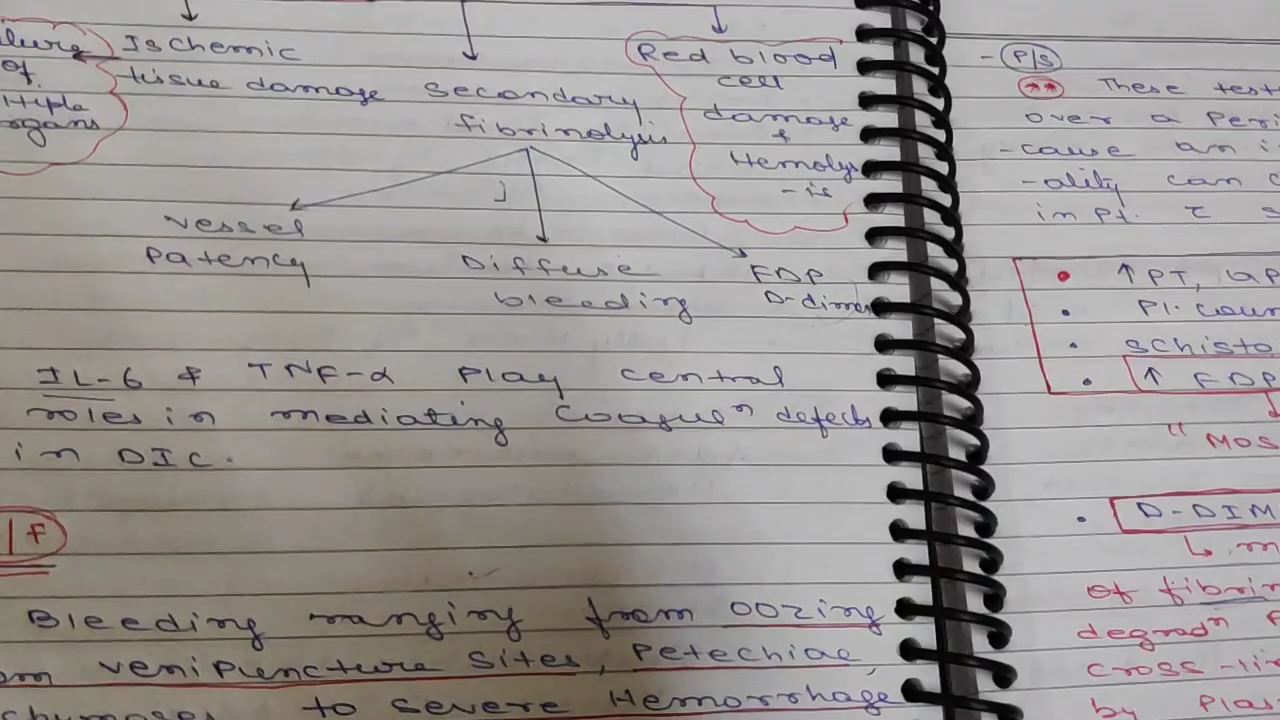 Ischemic
tissue damage
of
secondary
fibrinolysis
Red blood
cell
damage
&
Hemolys
-is
vessel
patency
Diffuse
bleeding
FDP
D-dimer
IL-6 & TNF-α play central
roles in mediating coagulⁿ defects
in DIC.
Bleeding ranging from oozing
venipuncture sites, petechiae,
to severe Hemorrhage
- P/S
** These test
over a peri
- cause an i
- ality can c
in pt. c̄ s
• ↑ PT, aP
• Pl. coun
• schisto
• ↑ FDP
" MOS
• D-DIM
↳ m
of fibrin
degradⁿ f
cross-lin
by Plas